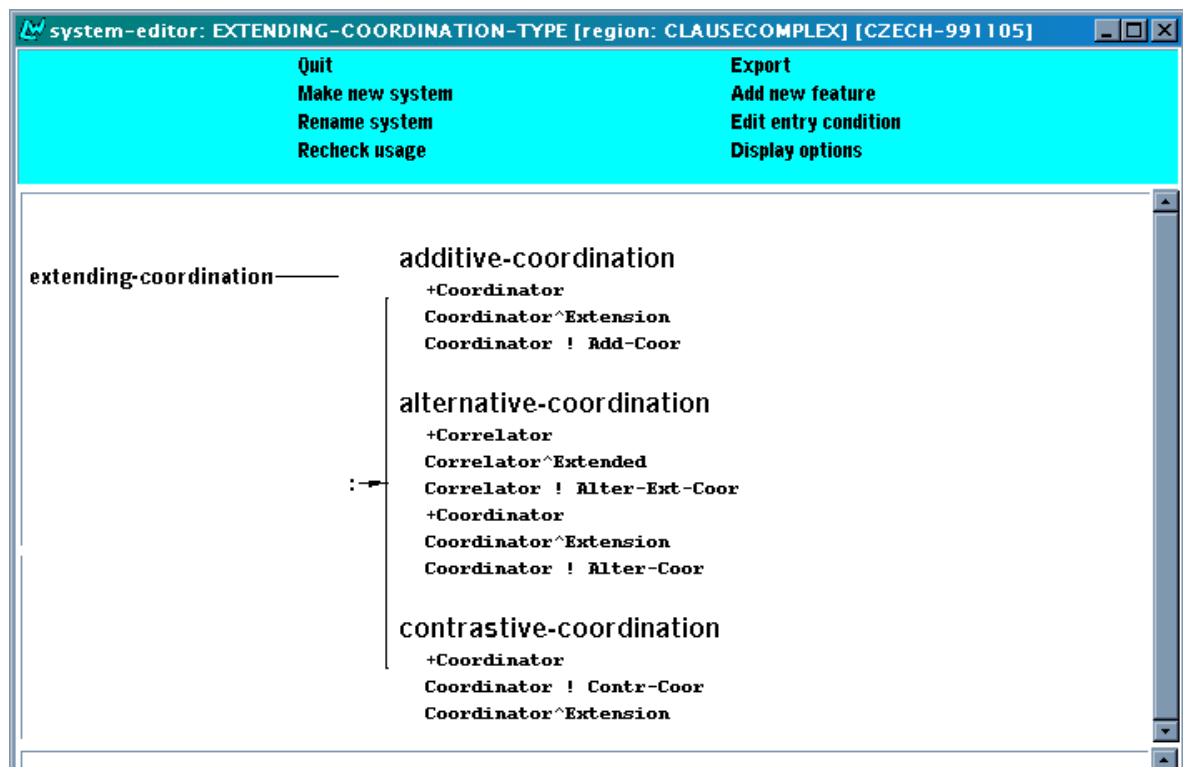 system-editor: EXTENDING-COORDINATION-TYPE [region: CLAUSECOMPLEX] [CZECH-991105]
Quit Export
Make new system Add new feature
Rename system Edit entry condition
Recheck usage Display options
extending-coordination
additive-coordination
+Coordinator
Coordinator^Extension
Coordinator ! Add-Coor
alternative-coordination
+Correlator
Correlator^Extended
:
Correlator ! Alter-Ext-Coor
+Coordinator
Coordinator^Extension
Coordinator ! Alter-Coor
contrastive-coordination
+Coordinator
Coordinator ! Contr-Coor
Coordinator^Extension